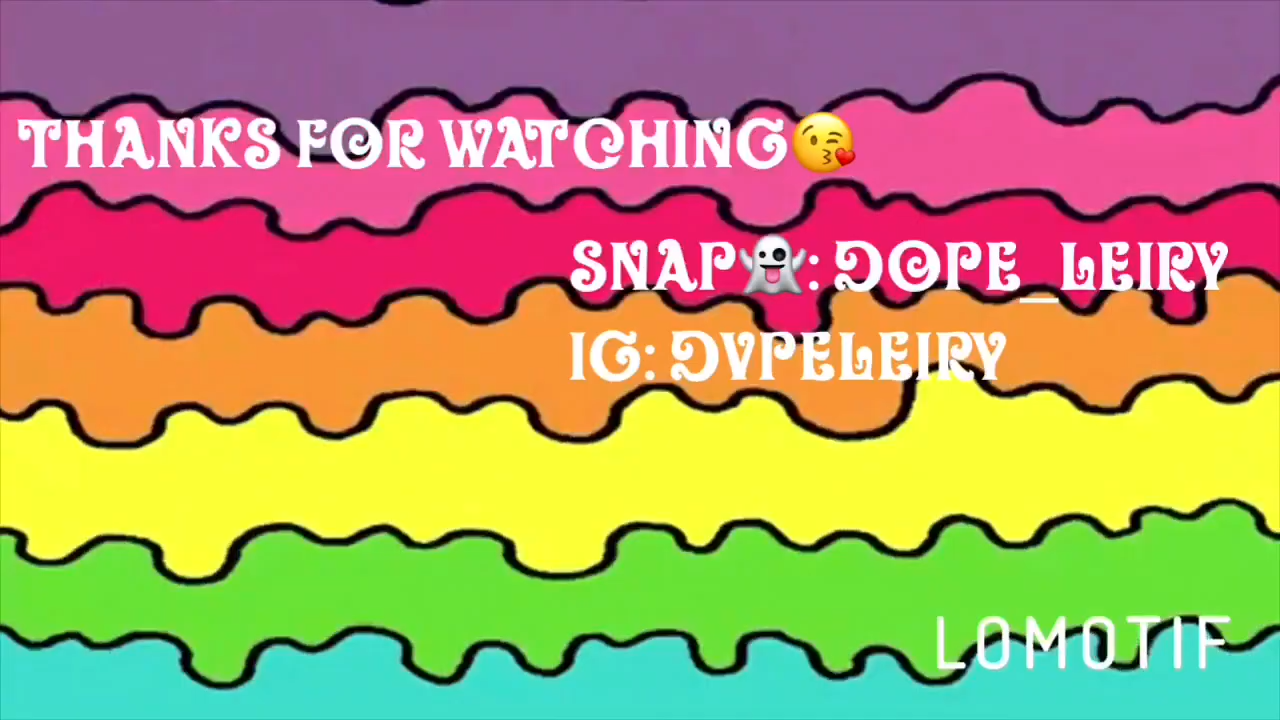 THANKS FOR WATCHING😘
SNAP👻: DOPE_LEIRY
IG: DVPELEIRY
LOMOTIF